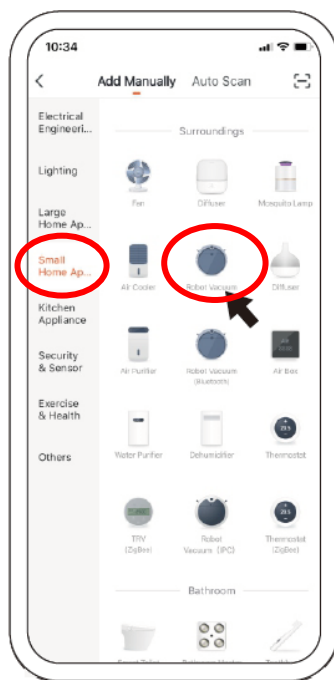 10:34
Add Manually Auto Scan
Electrical
Engineeri...
Lighting
Large
Home Ap...
Small
Home Ap...
Kitchen
Appliance
Security
& Sensor
Exercise
& Health
Others
Surroundings
Fan Diffuser Mosquito Lamp
Air Cooler Robot Vacuum Diffuser
Air Purifier Robot Vacuum Air Box
(Bluetooth)
Water Purifier Dehumidifier Thermostat
TRV Robot Thermostat
(ZigBee) Vacuum (IPC) (ZigBee)
Bathroom